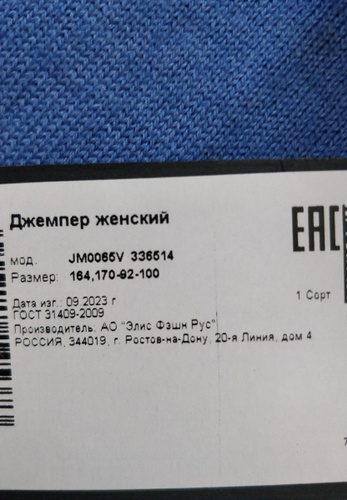 Джемпер женский
EAC
мод. JM0065V 336514
Размер: 164,170-92-100
1 Сорт
Дата изг.: 09.2023 г
ГОСТ 31409-2009
Производитель: АО "Элис Фэшн Рус"
РОССИЯ, 344019, г. Ростов-на-Дону, 20-я Линия, дом 4